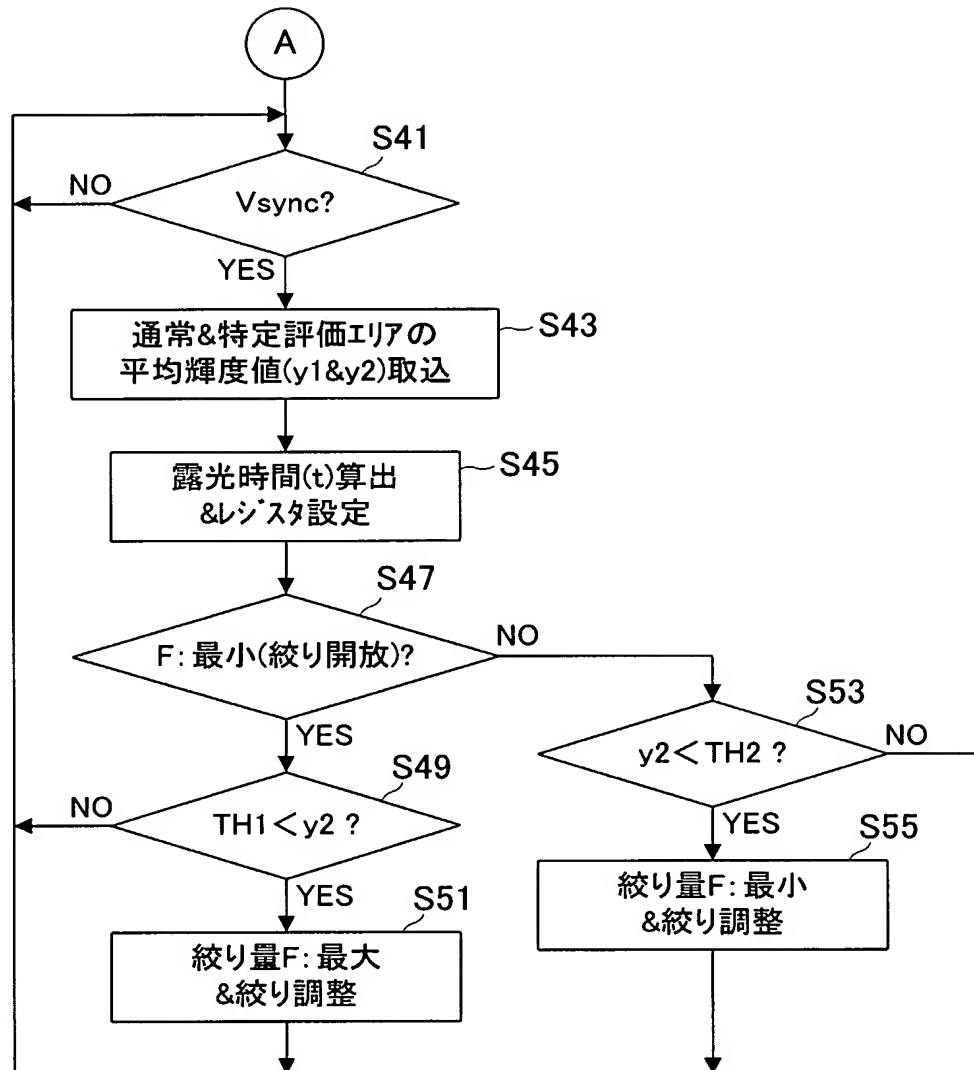 A
S41
NO
Vsync?
YES
S43
通常&特定評価エリアの
平均輝度値(y1&y2)取込
S45
露光時間(t)算出
&レジスタ設定
S47
F:最小(絞り開放)?
NO
YES
S53
y2<TH2 ?
NO
YES
S49
NO
TH1<y2 ?
YES
S55
絞り量F:最小
&絞り調整
S51
絞り量F:最大
&絞り調整